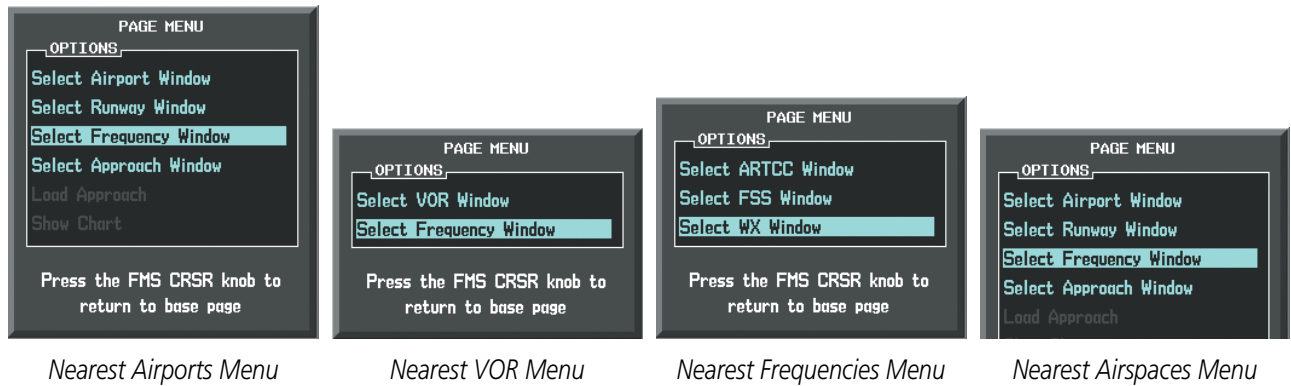 PAGE MENU
OPTIONS
Select Airport Window
Select Runway Window
Select Frequency Window
Select Approach Window
Load Approach
Show Chart
Press the FMS CRSR knob to
return to base page
Nearest Airports Menu
PAGE MENU
OPTIONS
Select VOR Window
Select Frequency Window
Press the FMS CRSR knob to
return to base page
Nearest VOR Menu
PAGE MENU
OPTIONS
Select ARTCC Window
Select FSS Window
Select WX Window
Press the FMS CRSR knob to
return to base page
Nearest Frequencies Menu
PAGE MENU
OPTIONS
Select Airport Window
Select Runway Window
Select Frequency Window
Select Approach Window
Load Approach
Nearest Airspaces Menu